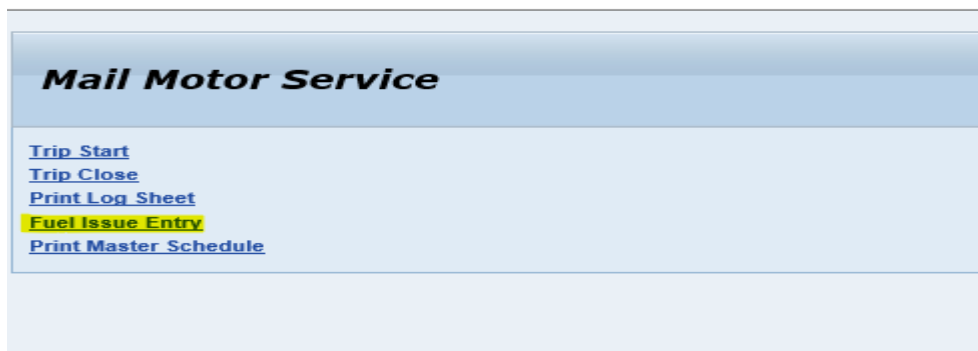 Mail Motor Service
Trip Start
Trip Close
Print Log Sheet
Fuel Issue Entry
Print Master Schedule